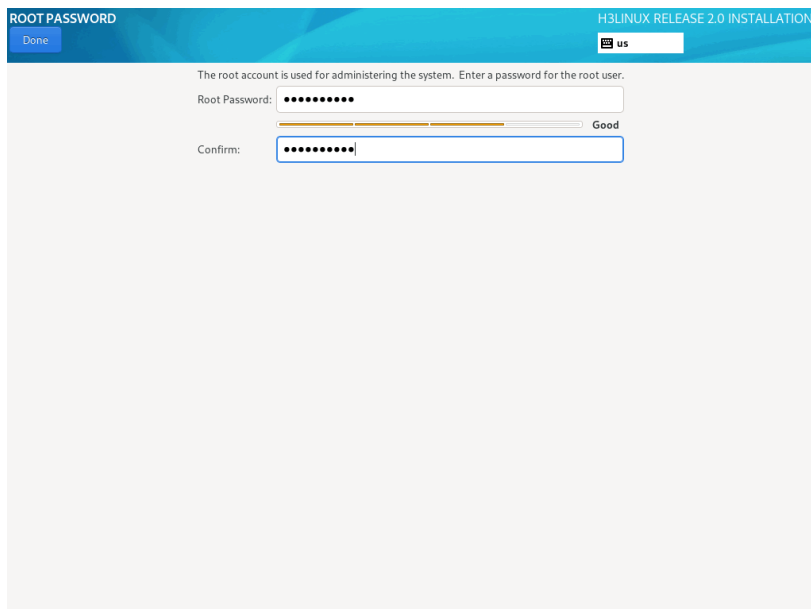 ROOT PASSWORD
H3LINUX RELEASE 2.0 INSTALLATION
Done
us
The root account is used for administering the system. Enter a password for the root user.
Root Password: ●●●●●●●●●●
Good
Confirm: ●●●●●●●●●●